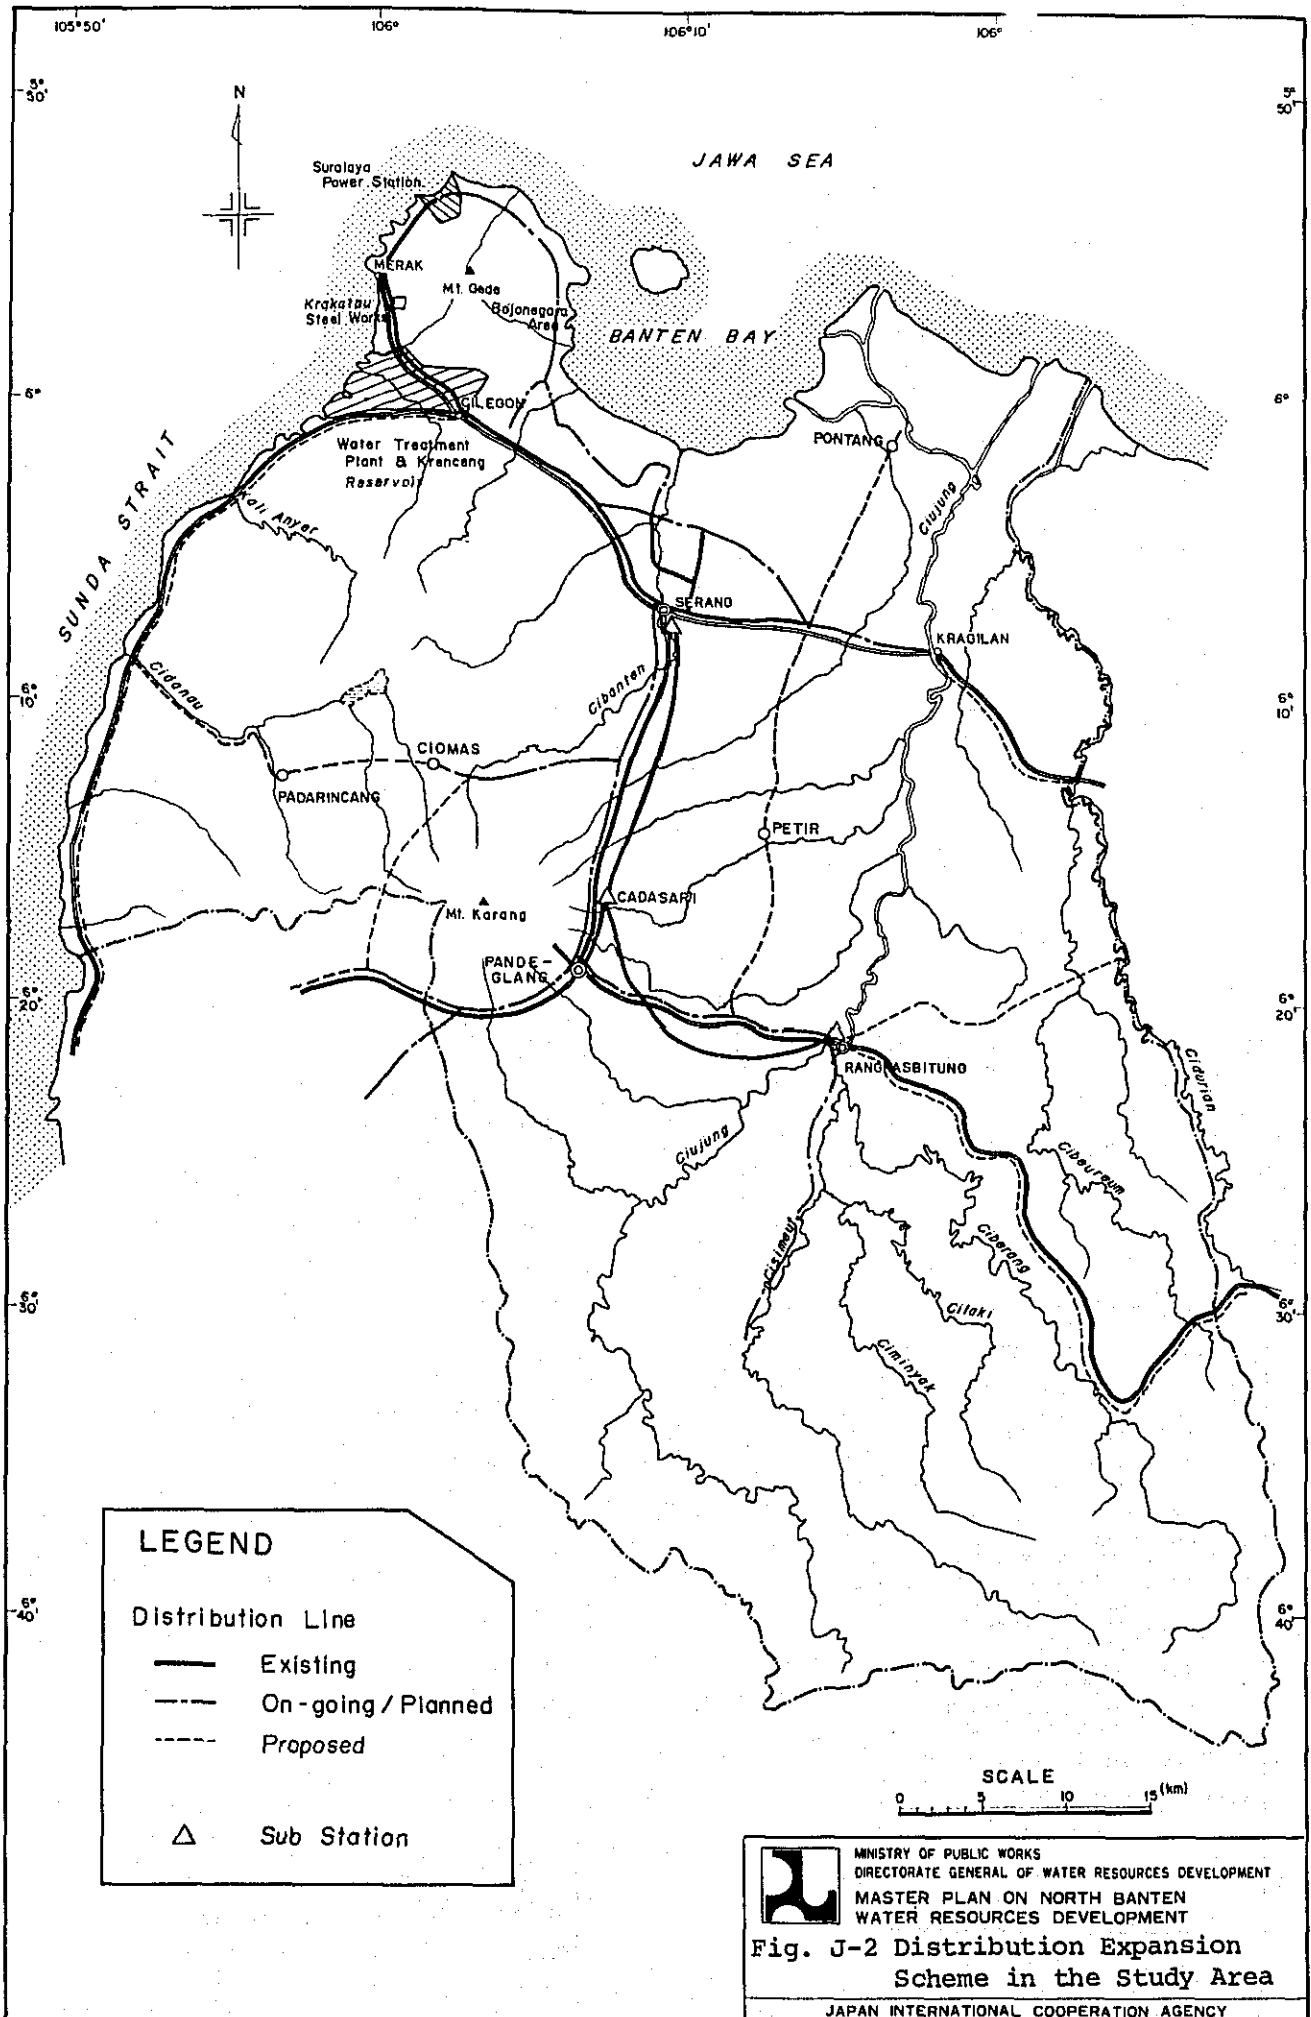 105°50'
106°
106°10'
106°
N
5°
50'
JAWA SEA
Suralaya
Power Station
MERAK
Mt. Gede
Krakatau
Steel Works
Bojonegara
Area
BANTEN BAY
6°
6°
CILEGON
PONTANG
Water Treatment
Plant & Krencang
Reservoir
SUNDA STRAIT
Kali Anyer
Ciujung
SERANG
KRAGILAN
Cidanau
Cibanten
6°
10'
6°
10'
CIOMAS
PADARINCANG
PETIR
CADASARI
Mt. Karang
PANDE-
GLANG
6°
20'
6°
20'
RANGKASBITUNG
Cidurian
Ciujung
Cibeureum
Cisimeut
Ciberang
6°
30'
6°
30'
Cilaki
Ciminyak
LEGEND
Distribution Line
Existing
On-going / Planned
Proposed
Sub Station
6°
40'
6°
40'
SCALE
0 5 10 15 (km)
MINISTRY OF PUBLIC WORKS
DIRECTORATE GENERAL OF WATER RESOURCES DEVELOPMENT
MASTER PLAN ON NORTH BANTEN
WATER RESOURCES DEVELOPMENT
Fig. J-2 Distribution Expansion
Scheme in the Study Area
JAPAN INTERNATIONAL COOPERATION AGENCY